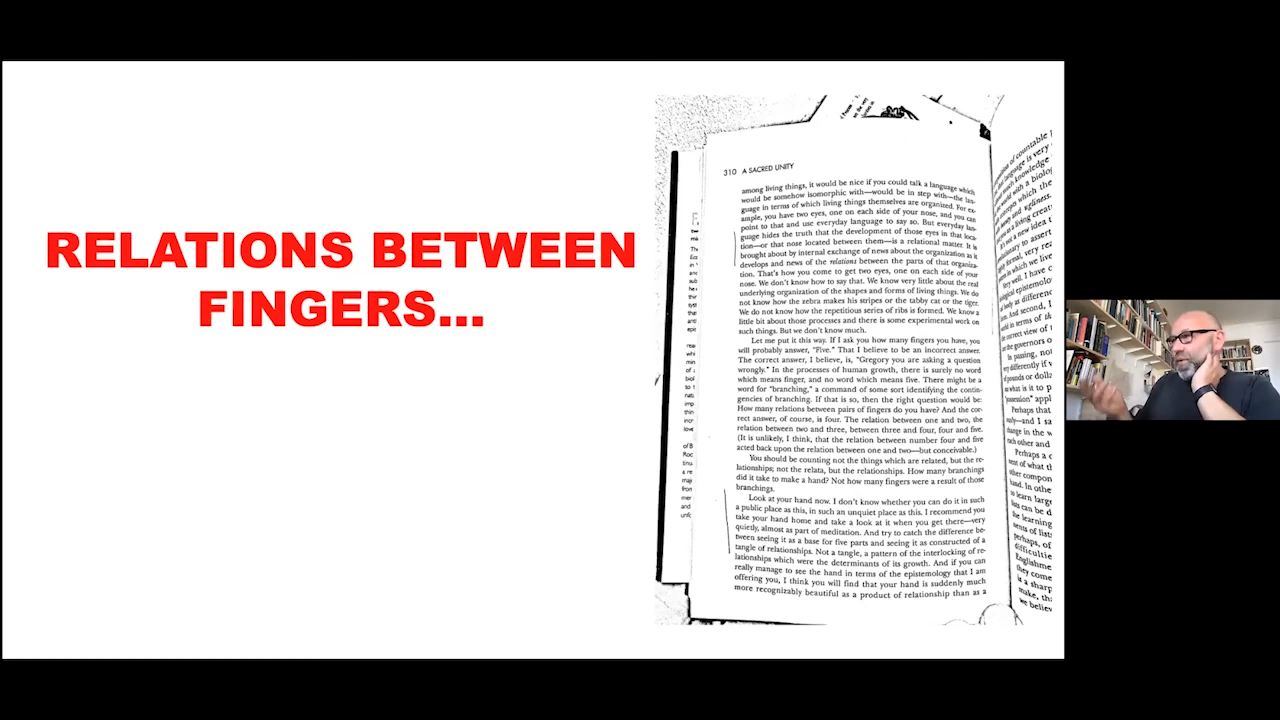 RELATIONS BETWEEN
FINGERS...
310 A SACRED UNITY
among living things, it would be nice if you could talk a language which
would be somehow isomorphic with—would be in step with—the lan-
guage in terms of which living things themselves are organized. For ex-
ample, you have two eyes, one on each side of your nose, and you can
point to that and use everyday language to say so. But everyday lan-
guage hides the truth that the development of those eyes in that loca-
tion—or that nose located between them—is a relational matter. It is
brought about by internal exchange of news about the organization as it
develops and news of the relations between the parts of that organiza-
tion. That's how you come to get two eyes, one on each side of your
nose. We don't know how to say that. We know very little about the real
underlying organization of the shapes and forms of living things. We do
not know how the zebra makes his stripes or the tabby cat or the tiger.
We do not know how the repetitious series of ribs is formed. We know a
little bit about those processes and there is some experimental work on
such things. But we don't know much.
Let me put it this way. If I ask you how many fingers you have, you
will probably answer, "Five." That I believe to be an incorrect answer.
The correct answer, I believe, is, "Gregory you are asking a question
wrongly." In the processes of human growth, there is surely no word
which means finger, and no word which means five. There might be a
word for "branching," a command of some sort identifying the contin-
gencies of branching. If that is so, then the right question would be:
How many relations between pairs of fingers do you have? And the cor-
rect answer, of course, is four. The relation between one and two, the
relation between two and three, between three and four, four and five.
(It is unlikely, I think, that the relation between number four and five
acted back upon the relation between one and two—but conceivable.)
You should be counting not the things which are related, but the re-
lationships; not the relata, but the relationships. How many branchings
did it take to make a hand? Not how many fingers were a result of those
branchings.
Look at your hand now. I don't know whether you can do it in such
a public place as this, in such an unquiet place as this. I recommend you
take your hand home and take a look at it when you get there—very
quietly, almost as part of meditation. And try to catch the difference be-
tween seeing it as a base for five parts and seeing it as constructed of a
tangle of relationships. Not a tangle, a pattern of the interlocking of re-
lationships which were the determinants of its growth. And if you can
really manage to see the hand in terms of the epistemology that I am
offering you, I think you will find that your hand is suddenly much
more recognizably beautiful as a product of relationship than as a